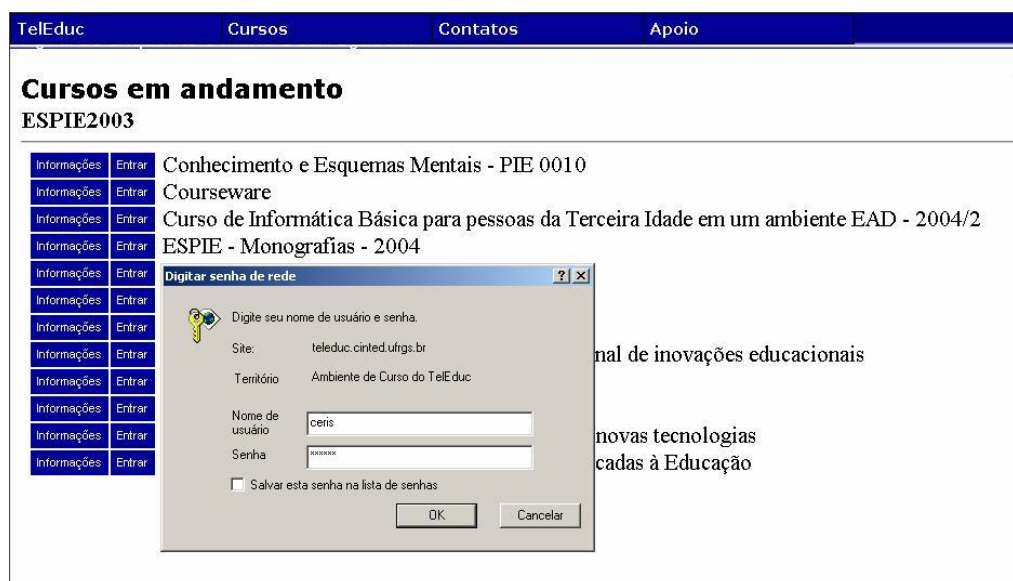 TelEduc Cursos Contatos Apoio
Cursos em andamento
ESPIE2003
Informações Entrar Conhecimento e Esquemas Mentais - PIE 0010
Informações Entrar Courseware
Informações Entrar Curso de Informática Básica para pessoas da Terceira Idade em um ambiente EAD - 2004/2
Informações Entrar ESPIE - Monografias - 2004
Informações Entrar
Informações Entrar
Informações Entrar
Informações Entrar nal de inovações educacionais
Informações Entrar
Informações Entrar
Informações Entrar novas tecnologias
Informações Entrar cadas à Educação
Digitar senha de rede
Digite seu nome de usuário e senha.
Site: teleduc.cinted.ufrgs.br
Território Ambiente de Curso do TelEduc
Nome de
usuário ceris
Senha ××××××
Salvar esta senha na lista de senhas
OK Cancelar